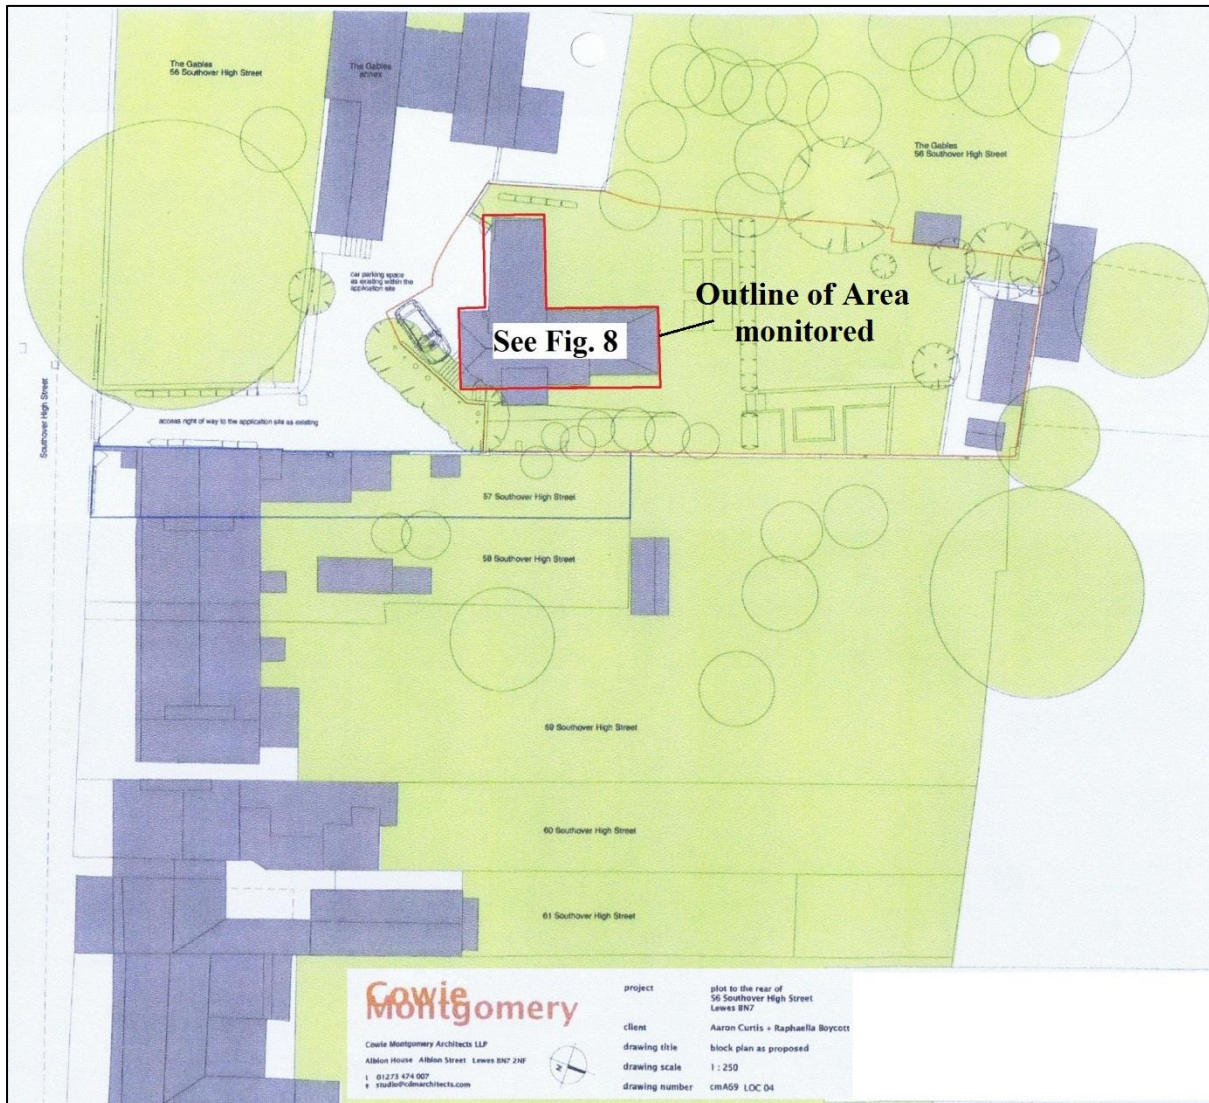 The Gables
56 Southover High Street
The Gables
annex
The Gables
56 Southover High Street
car parking space
as existing within the
application site
Outline of Area
monitored
See Fig. 8
Southover High Street
access right of way to the application site as existing
57 Southover High Street
58 Southover High Street
59 Southover High Street
60 Southover High Street
61 Southover High Street
Cowie
Montgomery
Cowie Montgomery Architects LLP
Albion House Albion Street Lewes BN7 2NF
t 01273 474 007
e studio@cdmarchitects.com
N
project plot to the rear of
56 Southover High Street
Lewes BN7
client Aaron Curtis + Raphaella Boycott
drawing title block plan as proposed
drawing scale 1 : 250
drawing number cmA69 LOC 04